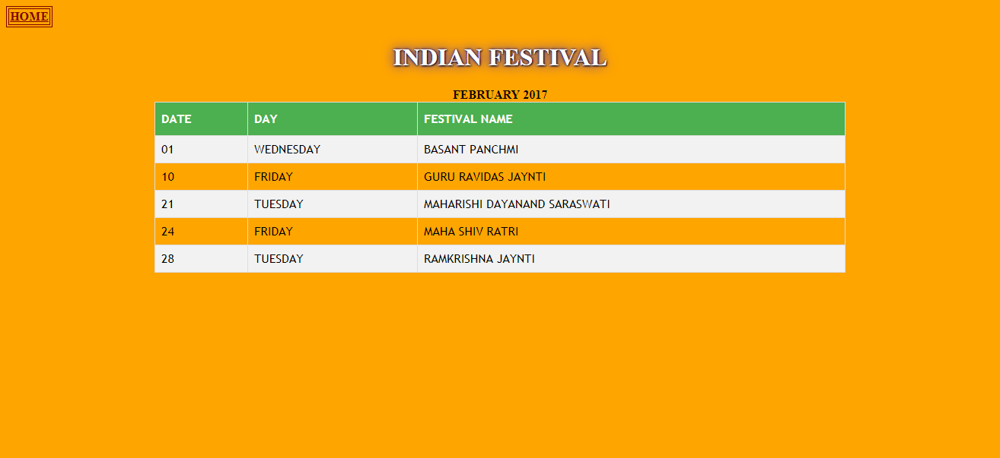 HOME
INDIAN FESTIVAL
FEBRUARY 2017
DATE DAY FESTIVAL NAME
01 WEDNESDAY BASANT PANCHMI
10 FRIDAY GURU RAVIDAS JAYNTI
21 TUESDAY MAHARISHI DAYANAND SARASWATI
24 FRIDAY MAHA SHIV RATRI
28 TUESDAY RAMKRISHNA JAYNTI